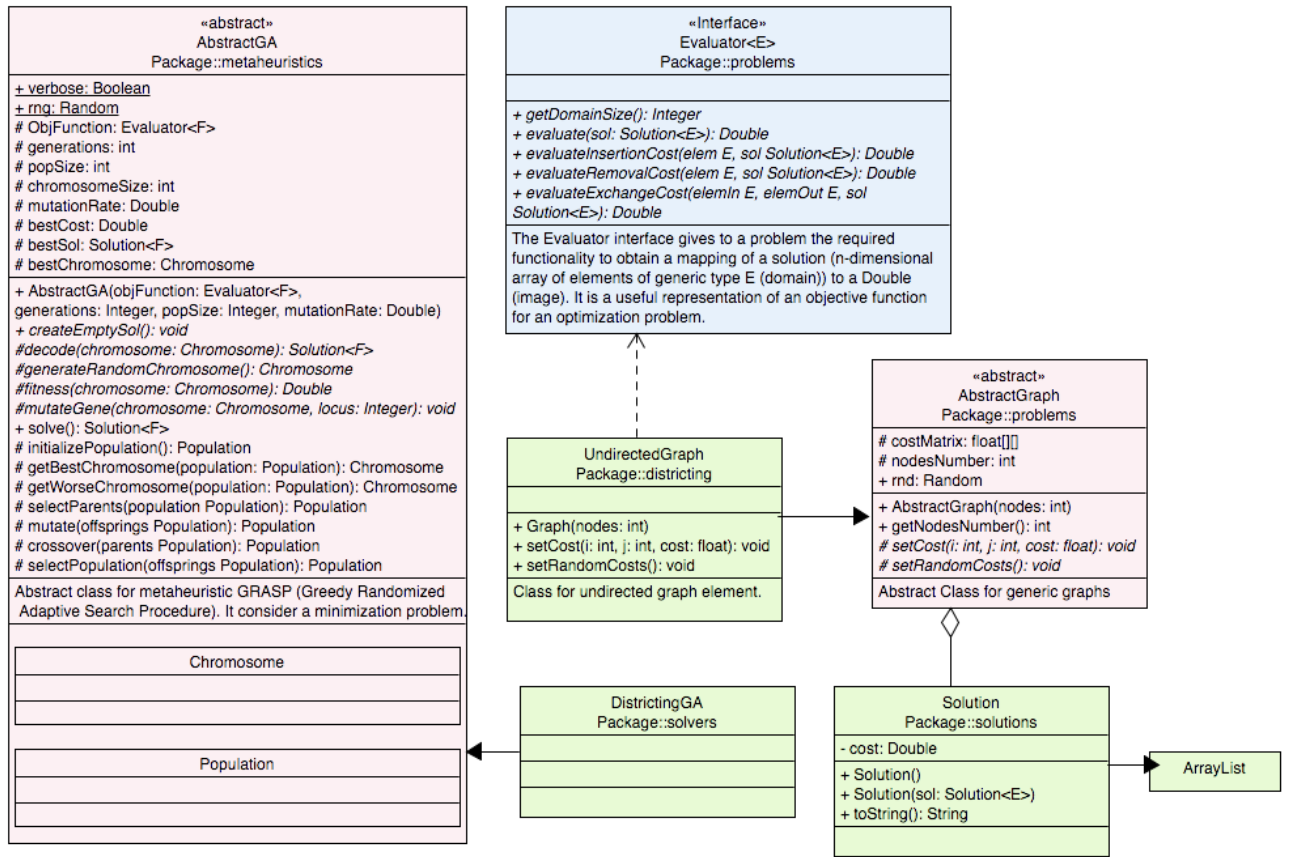 «abstract»
AbstractGA
Package::metaheuristics
+ verbose: Boolean
+ rng: Random
# ObjFunction: Evaluator<F>
# generations: int
# popSize: int
# chromosomeSize: int
# mutationRate: Double
# bestCost: Double
# bestSol: Solution<F>
# bestChromosome: Chromosome
+ AbstractGA(objFunction: Evaluator<F>,
generations: Integer, popSize: Integer, mutationRate: Double)
+ createEmptySol(): void
#decode(chromosome: Chromosome): Solution<F>
#generateRandomChromosome(): Chromosome
#fitness(chromosome: Chromosome): Double
#mutateGene(chromosome: Chromosome, locus: Integer): void
+ solve(): Solution<F>
# initializePopulation(): Population
# getBestChromosome(population: Population): Chromosome
# getWorseChromosome(population: Population): Chromosome
# selectParents(population Population): Population
# mutate(offsprings Population): Population
# crossover(parents Population): Population
# selectPopulation(offsprings Population): Population
Abstract class for metaheuristic GRASP (Greedy Randomized
Adaptive Search Procedure). It consider a minimization problem.
Chromosome
Population
«Interface»
Evaluator<E>
Package::problems
+ getDomainSize(): Integer
+ evaluate(sol: Solution<E>): Double
+ evaluateInsertionCost(elem E, sol Solution<E>): Double
+ evaluateRemovalCost(elem E, sol Solution<E>): Double
+ evaluateExchangeCost(elemIn E, elemOut E, sol
Solution<E>): Double
The Evaluator interface gives to a problem the required
functionality to obtain a mapping of a solution (n-dimensional
array of elements of generic type E (domain)) to a Double
(image). It is a useful representation of an objective function
for an optimization problem.
UndirectedGraph
Package::districting
+ Graph(nodes: int)
+ setCost(i: int, j: int, cost: float): void
+ setRandomCosts(): void
Class for undirected graph element.
«abstract»
AbstractGraph
Package::problems
# costMatrix: float[][]
# nodesNumber: int
+ rnd: Random
+ AbstractGraph(nodes: int)
+ getNodesNumber(): int
# setCost(i: int, j: int, cost: float): void
# setRandomCosts(): void
Abstract Class for generic graphs
DistrictingGA
Package::solvers
Solution
Package::solutions
- cost: Double
+ Solution()
+ Solution(sol: Solution<E>)
+ toString(): String
ArrayList